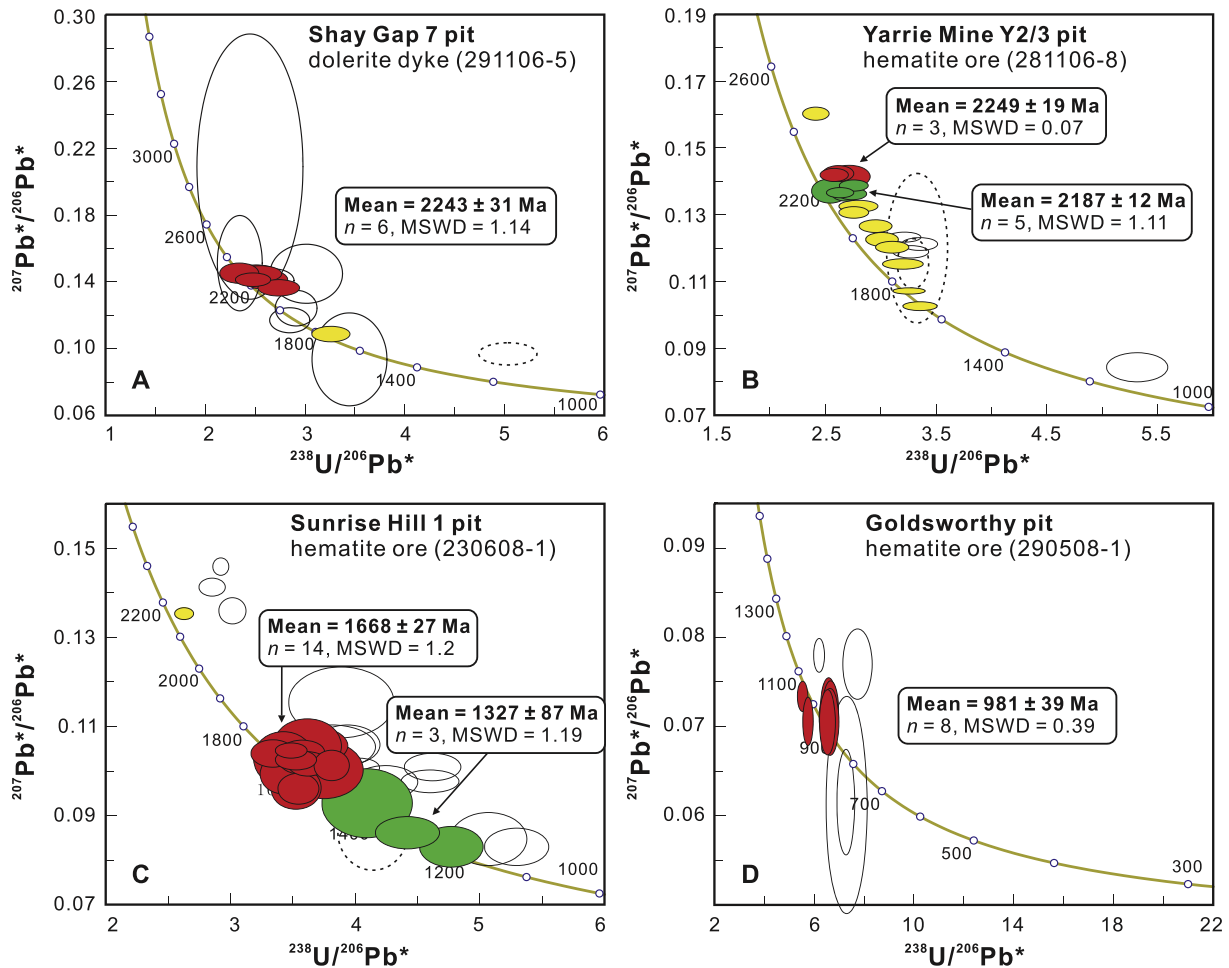 Shay Gap 7 pit
dolerite dyke (291106-5)
0.30
0.26
0.22
0.18
0.14
0.10
0.06
²⁰⁷Pb*/²⁰⁶Pb*
3000
2600
2200
1800
1400
1000
Mean = 2243 ± 31 Ma
n = 6, MSWD = 1.14
A
1 2 3 4 5 6
²³⁸U/²⁰⁶Pb*
Yarrie Mine Y2/3 pit
hematite ore (281106-8)
0.19
0.17
0.15
0.13
0.11
0.09
0.07
²⁰⁷Pb*/²⁰⁶Pb*
2600
2200
1800
1400
1000
Mean = 2249 ± 19 Ma
n = 3, MSWD = 0.07
Mean = 2187 ± 12 Ma
n = 5, MSWD = 1.11
B
1.5 2.5 3.5 4.5 5.5
²³⁸U/²⁰⁶Pb*
Sunrise Hill 1 pit
hematite ore (230608-1)
0.15
0.13
0.11
0.09
0.07
²⁰⁷Pb*/²⁰⁶Pb*
2200
2000
1800
1400
1200
1000
Mean = 1668 ± 27 Ma
n = 14, MSWD = 1.2
Mean = 1327 ± 87 Ma
n = 3, MSWD = 1.19
C
2 3 4 5 6
²³⁸U/²⁰⁶Pb*
Goldsworthy pit
hematite ore (290508-1)
0.09
0.08
0.07
0.06
²⁰⁷Pb*/²⁰⁶Pb*
1300
1100
900
700
500
300
Mean = 981 ± 39 Ma
n = 8, MSWD = 0.39
D
2 6 10 14 18 22
²³⁸U/²⁰⁶Pb*